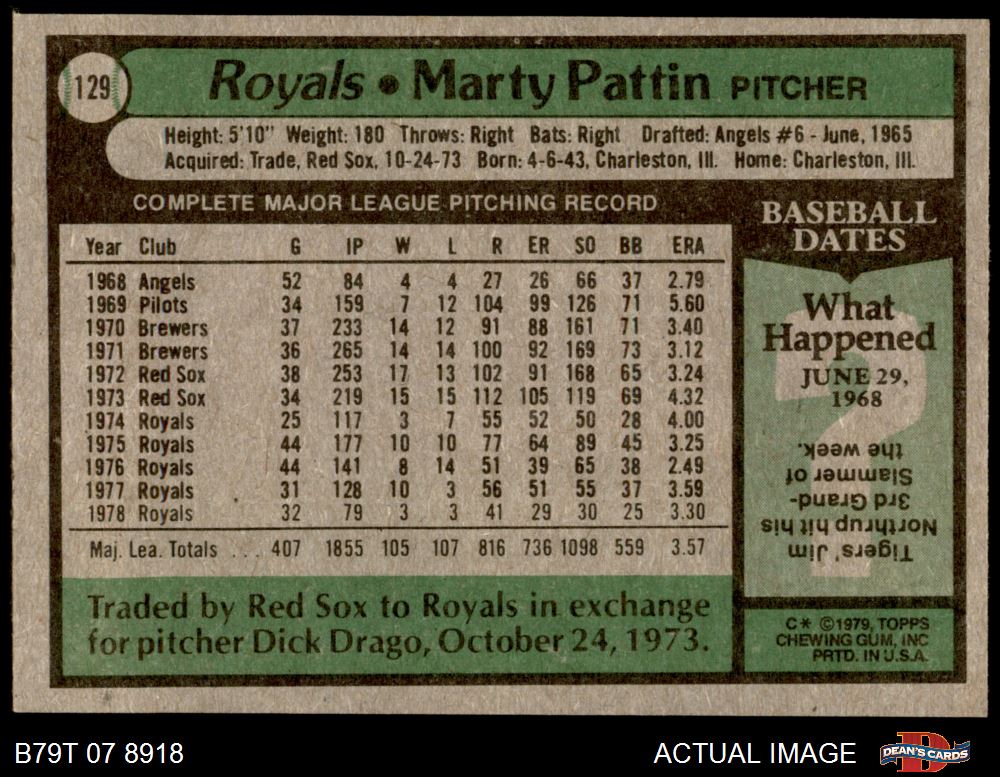 129
Royals • Marty Pattin PITCHER
Height: 5'10" Weight: 180 Throws: Right Bats: Right Drafted: Angels #6 - June, 1965
Acquired: Trade, Red Sox, 10-24-73 Born: 4-6-43, Charleston, Ill. Home: Charleston, Ill.
COMPLETE MAJOR LEAGUE PITCHING RECORD
Year Club G IP W L R ER SO BB ERA
1968 Angels 52 84 4 4 27 26 66 37 2.79
1969 Pilots 34 159 7 12 104 99 126 71 5.60
1970 Brewers 37 233 14 12 91 88 161 71 3.40
1971 Brewers 36 265 14 14 100 92 169 73 3.12
1972 Red Sox 38 253 17 13 102 91 168 65 3.24
1973 Red Sox 34 219 15 15 112 105 119 69 4.32
1974 Royals 25 117 3 7 55 52 50 28 4.00
1975 Royals 44 177 10 10 77 64 89 45 3.25
1976 Royals 44 141 8 14 51 39 65 38 2.49
1977 Royals 31 128 10 3 56 51 55 37 3.59
1978 Royals 32 79 3 3 41 29 30 25 3.30
Maj. Lea. Totals ... 407 1855 105 107 816 736 1098 559 3.57
Traded by Red Sox to Royals in exchange
for pitcher Dick Drago, October 24, 1973.
BASEBALL
DATES
What
Happened
JUNE 29,
1968
Tigers' Jim
Northrup hit his
3rd Grand-
Slammer of
the week.
C* ©1979, TOPPS
CHEWING GUM, INC
PRTD. IN U.S.A.
B79T 07 8918
ACTUAL IMAGE
DEAN'S CARDS